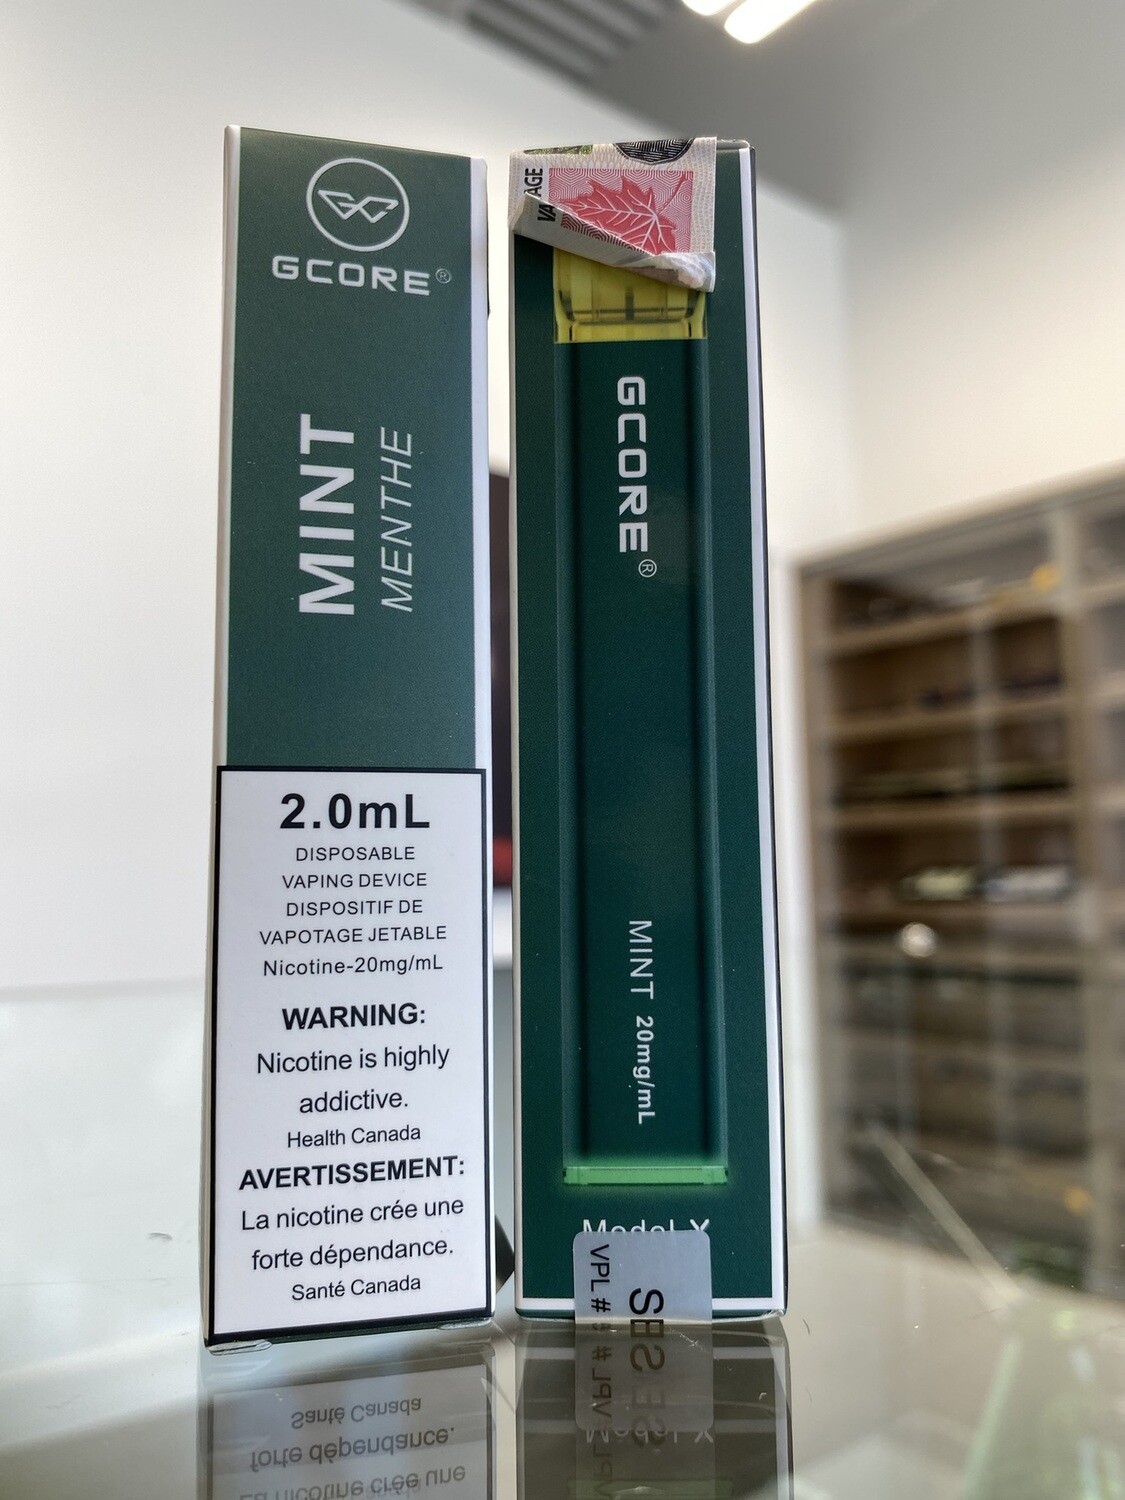 GCORE®
MINT
MENTHE
2.0mL
DISPOSABLE
VAPING DEVICE
DISPOSITIF DE
VAPOTAGE JETABLE
Nicotine-20mg/mL
WARNING:
Nicotine is highly
addictive.
Health Canada
AVERTISSEMENT:
La nicotine crée une
forte dépendance.
Santé Canada
GCORE®
MINT 20mg/mL
Model X
VPL #